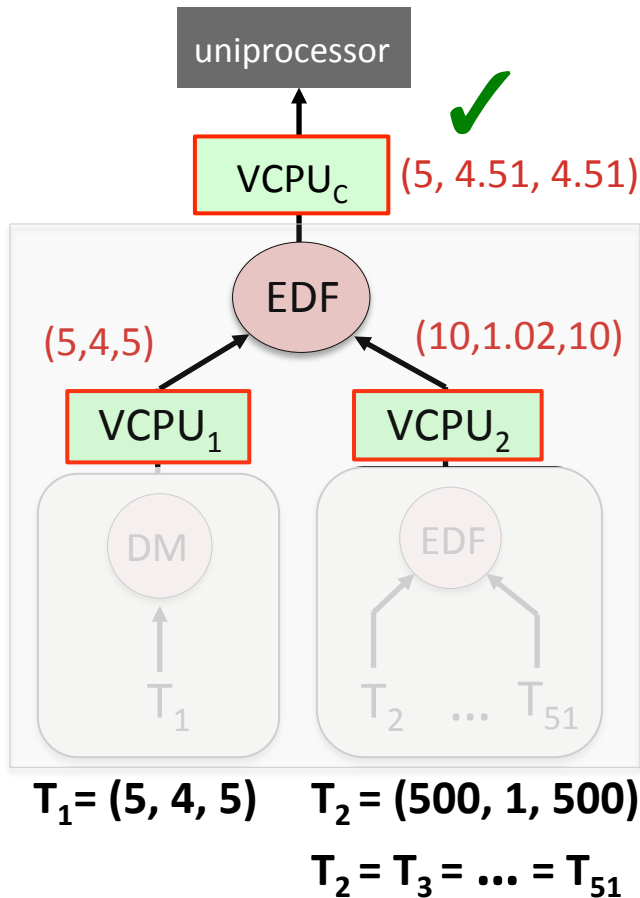 uniprocessor
VCPU_C
(5, 4.51, 4.51)
EDF
(5,4,5)
(10,1.02,10)
VCPU_1
VCPU_2
DM
EDF
T_1
T_2 ... T_51
T_1= (5, 4, 5)
T_2 = (500, 1, 500)
T_2 = T_3 = ... = T_51